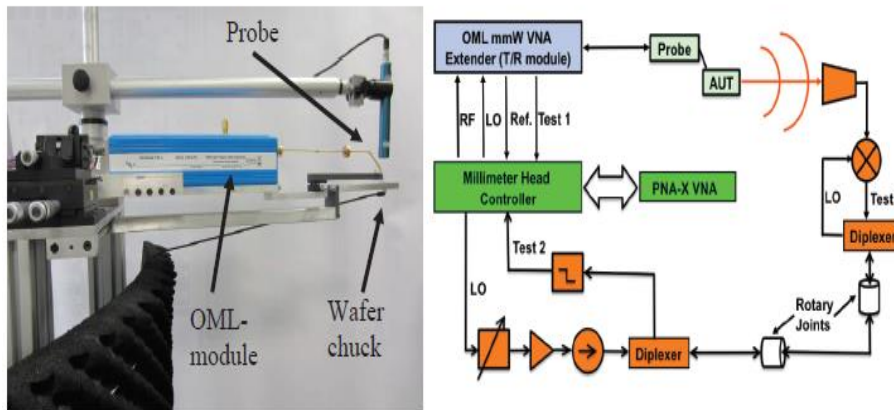 Probe
OML-
module
Wafer
chuck
OML mmW VNA
Extender (T/R module)
Probe
AUT
RF
LO
Ref.
Test 1
Millimeter Head
Controller
PNA-X VNA
LO
Test
Diplexer
Test 2
LO
Rotary
Joints
Diplexer